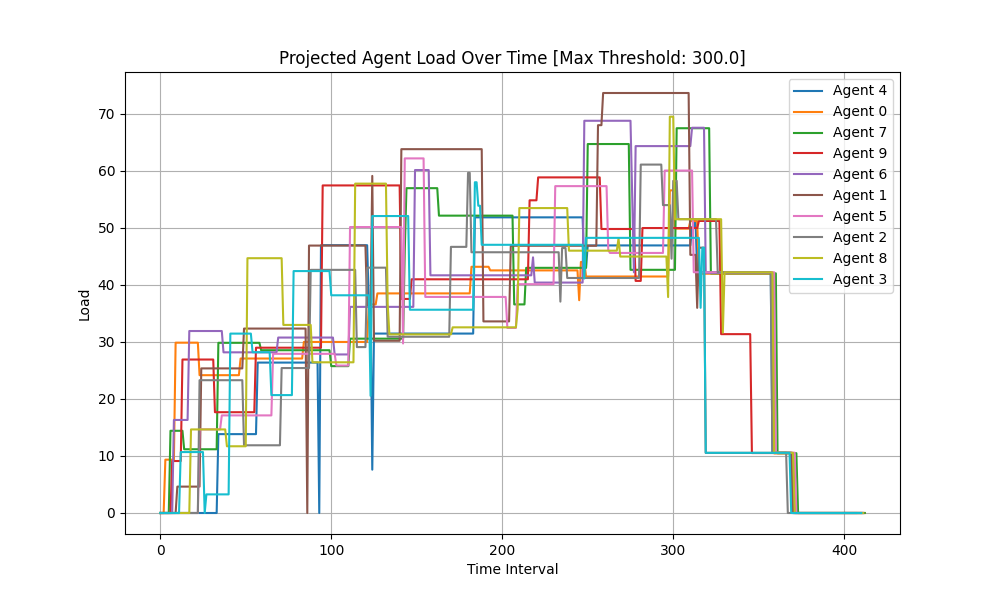 Projected Agent Load Over Time [Max Threshold: 300.0]
Load
70
60
50
40
30
20
10
0
0 100 200 300 400
Time Interval
Agent 4
Agent 0
Agent 7
Agent 9
Agent 6
Agent 1
Agent 5
Agent 2
Agent 8
Agent 3